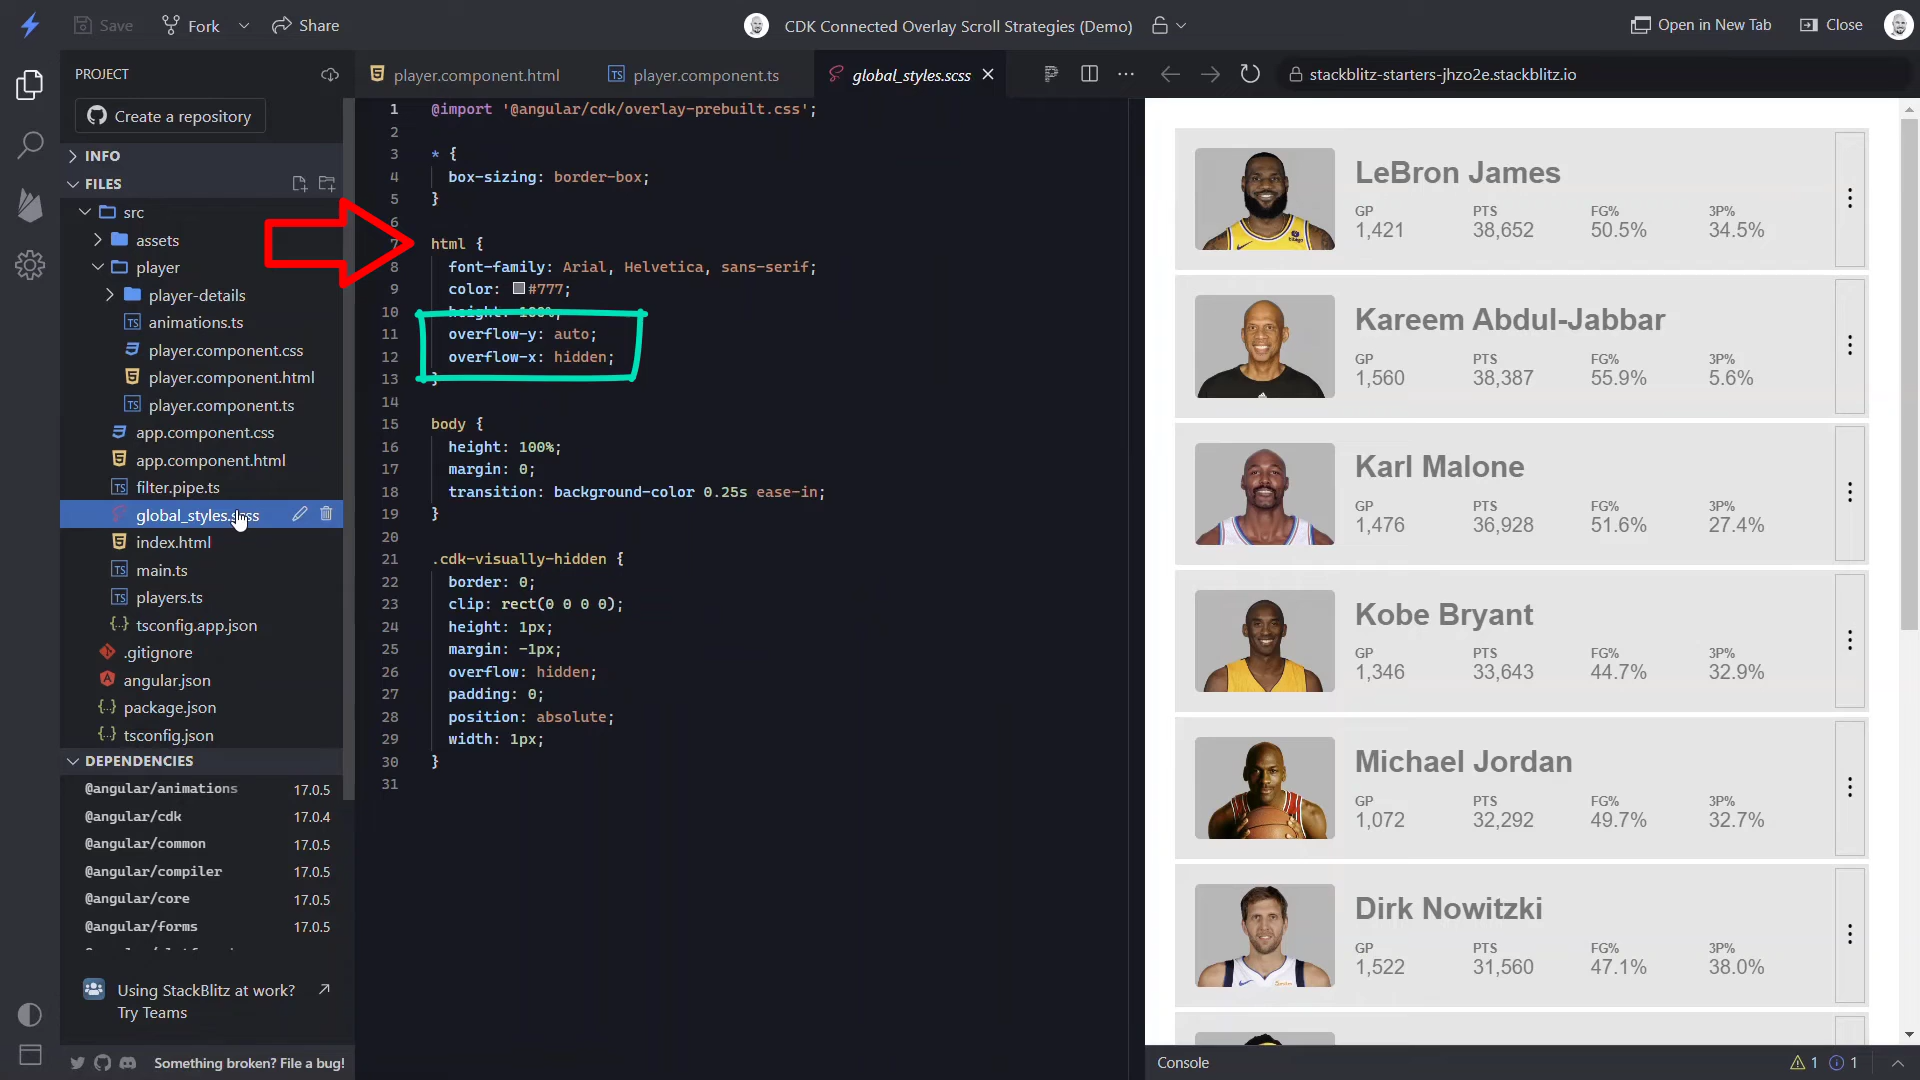 Save
Fork
Share
CDK Connected Overlay Scroll Strategies (Demo)
Open in New Tab
Close
PROJECT
Create a repository
INFO
FILES
src
assets
player
player-details
animations.ts
player.component.css
player.component.html
player.component.ts
app.component.css
app.component.html
filter.pipe.ts
global_styles.scss
index.html
main.ts
players.ts
tsconfig.app.json
.gitignore
angular.json
package.json
tsconfig.json
DEPENDENCIES
@angular/animations 17.0.5
@angular/cdk 17.0.4
@angular/common 17.0.5
@angular/compiler 17.0.5
@angular/core 17.0.5
@angular/forms 17.0.5
Using StackBlitz at work?
Try Teams
Something broken? File a bug!
player.component.html
player.component.ts
global_styles.scss
1 @import '@angular/cdk/overlay-prebuilt.css';
2
3 * {
4 box-sizing: border-box;
5 }
6
7 html {
8 font-family: Arial, Helvetica, sans-serif;
9 color: #777;
10 height: 100%;
11 overflow-y: auto;
12 overflow-x: hidden;
13 }
14
15 body {
16 height: 100%;
17 margin: 0;
18 transition: background-color 0.25s ease-in;
19 }
20
21 .cdk-visually-hidden {
22 border: 0;
23 clip: rect(0 0 0 0);
24 height: 1px;
25 margin: -1px;
26 overflow: hidden;
27 padding: 0;
28 position: absolute;
29 width: 1px;
30 }
31
stackblitz-starters-jhzo2e.stackblitz.io
LeBron James
GP PTS FG% 3P%
1,421 38,652 50.5% 34.5%
Kareem Abdul-Jabbar
GP PTS FG% 3P%
1,560 38,387 55.9% 5.6%
Karl Malone
GP PTS FG% 3P%
1,476 36,928 51.6% 27.4%
Kobe Bryant
GP PTS FG% 3P%
1,346 33,643 44.7% 32.9%
Michael Jordan
GP PTS FG% 3P%
1,072 32,292 49.7% 32.7%
Dirk Nowitzki
GP PTS FG% 3P%
1,522 31,560 47.1% 38.0%
Console
1 1